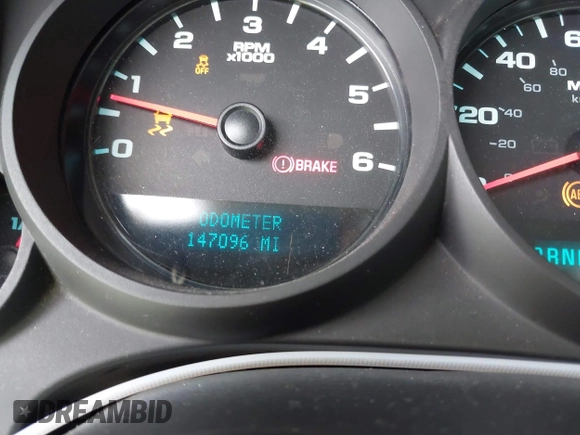 0 1 2 3 4 5 6
RPM
x1000
OFF
BRAKE
ODOMETER
147096 MI
20 40 60
20 40 60 80
DREAMBID